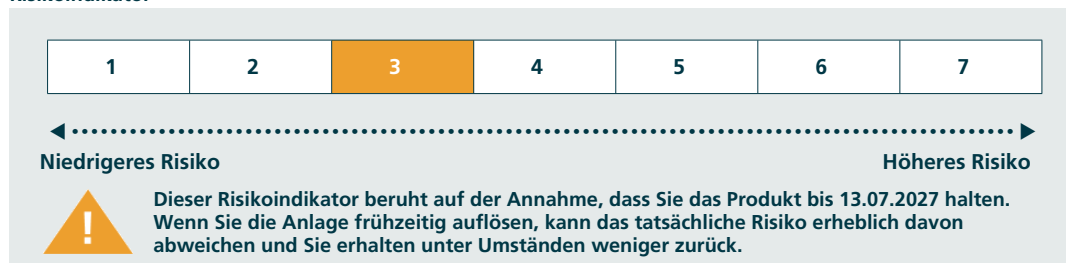 Risikoindikator
1 2 3 4 5 6 7
Niedrigeres Risiko Höheres Risiko
!
Dieser Risikoindikator beruht auf der Annahme, dass Sie das Produkt bis 13.07.2027 halten.
Wenn Sie die Anlage frühzeitig auflösen, kann das tatsächliche Risiko erheblich davon
abweichen und Sie erhalten unter Umständen weniger zurück.